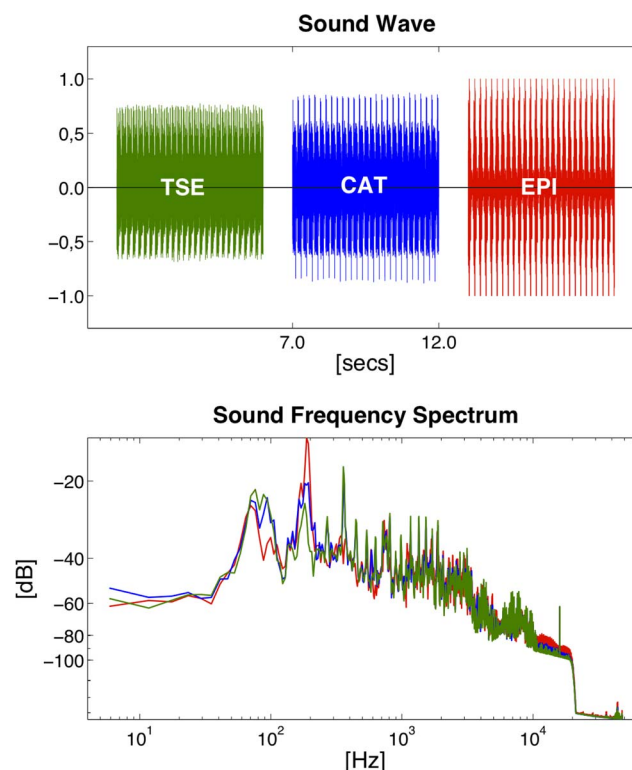 Sound Wave
1.0
0,5
0.0
−0,5
−1.0
TSE
CAT
EPI
7.0 12.0
[secs]
Sound Frequency Spectrum
-20
-40
-60
-80
-100
[dB]
10¹ 10² 10³ 10⁴
[Hz]